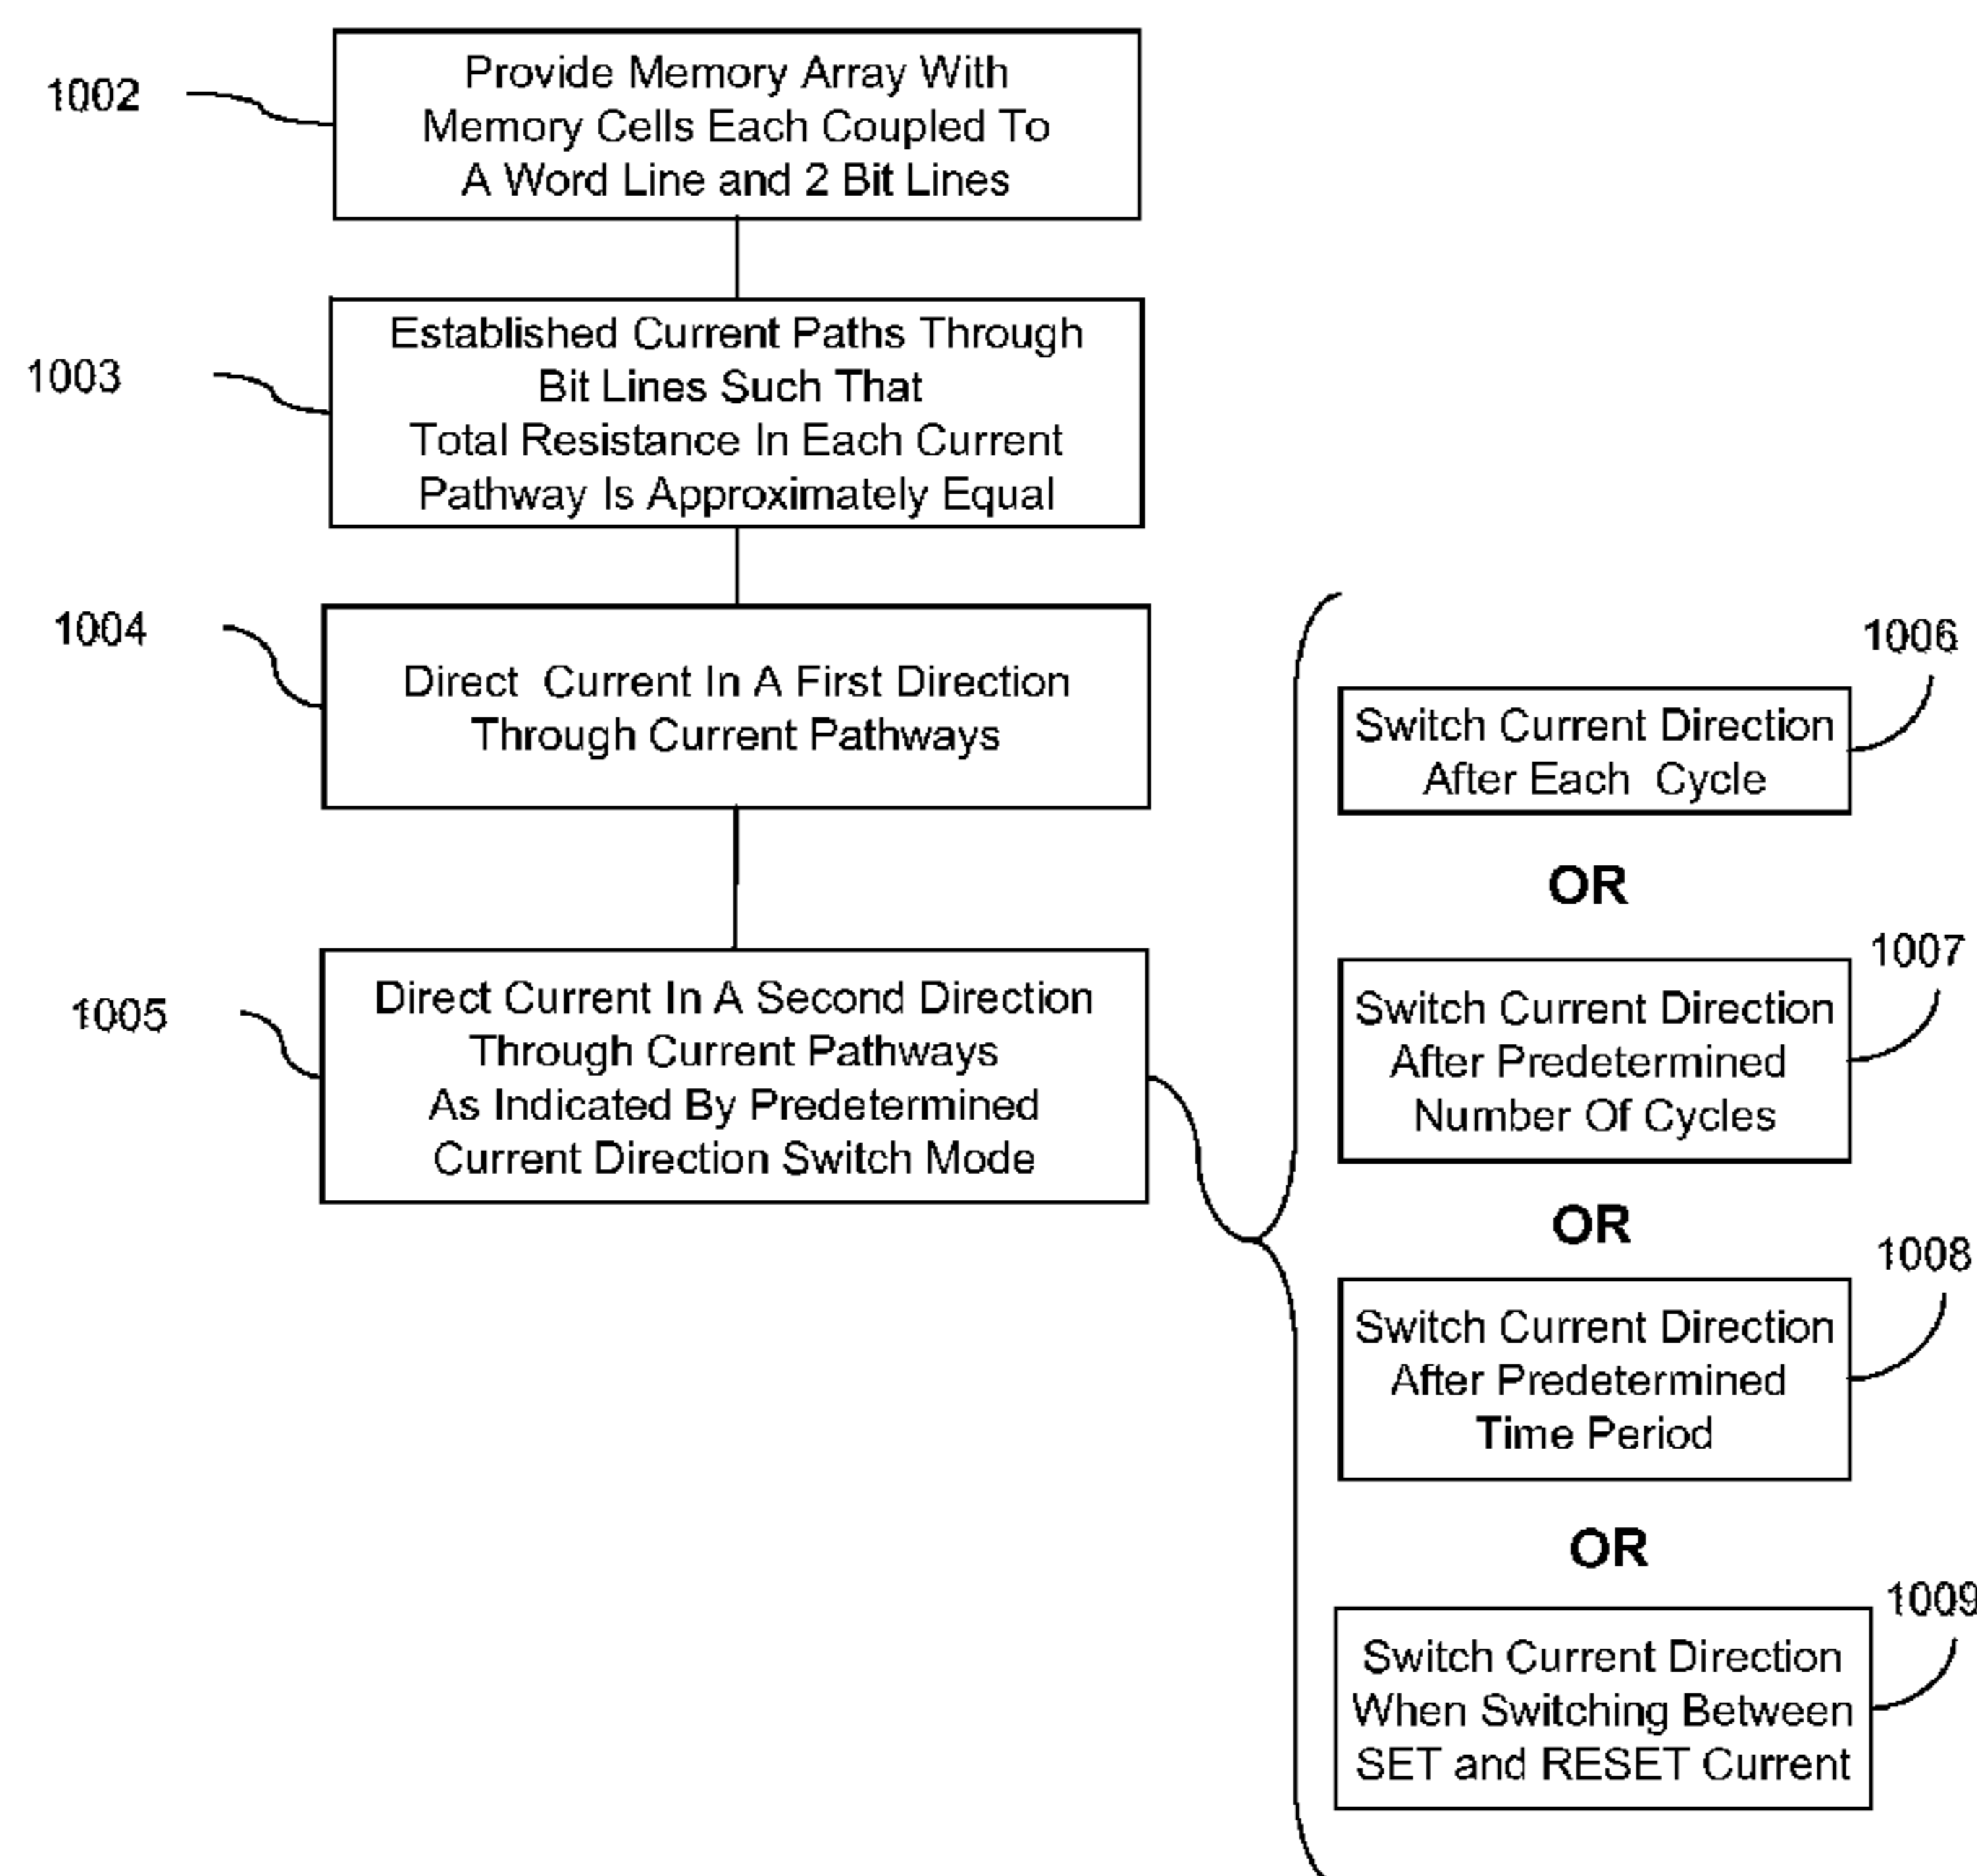 1002
Provide Memory Array With
Memory Cells Each Coupled To
A Word Line and 2 Bit Lines
1003
Established Current Paths Through
Bit Lines Such That
Total Resistance In Each Current
Pathway Is Approximately Equal
1004
Direct Current In A First Direction
Through Current Pathways
1005
Direct Current In A Second Direction
Through Current Pathways
As Indicated By Predetermined
Current Direction Switch Mode
1006
Switch Current Direction
After Each Cycle
OR
1007
Switch Current Direction
After Predetermined
Number Of Cycles
OR
1008
Switch Current Direction
After Predetermined
Time Period
OR
1009
Switch Current Direction
When Switching Between
SET and RESET Current